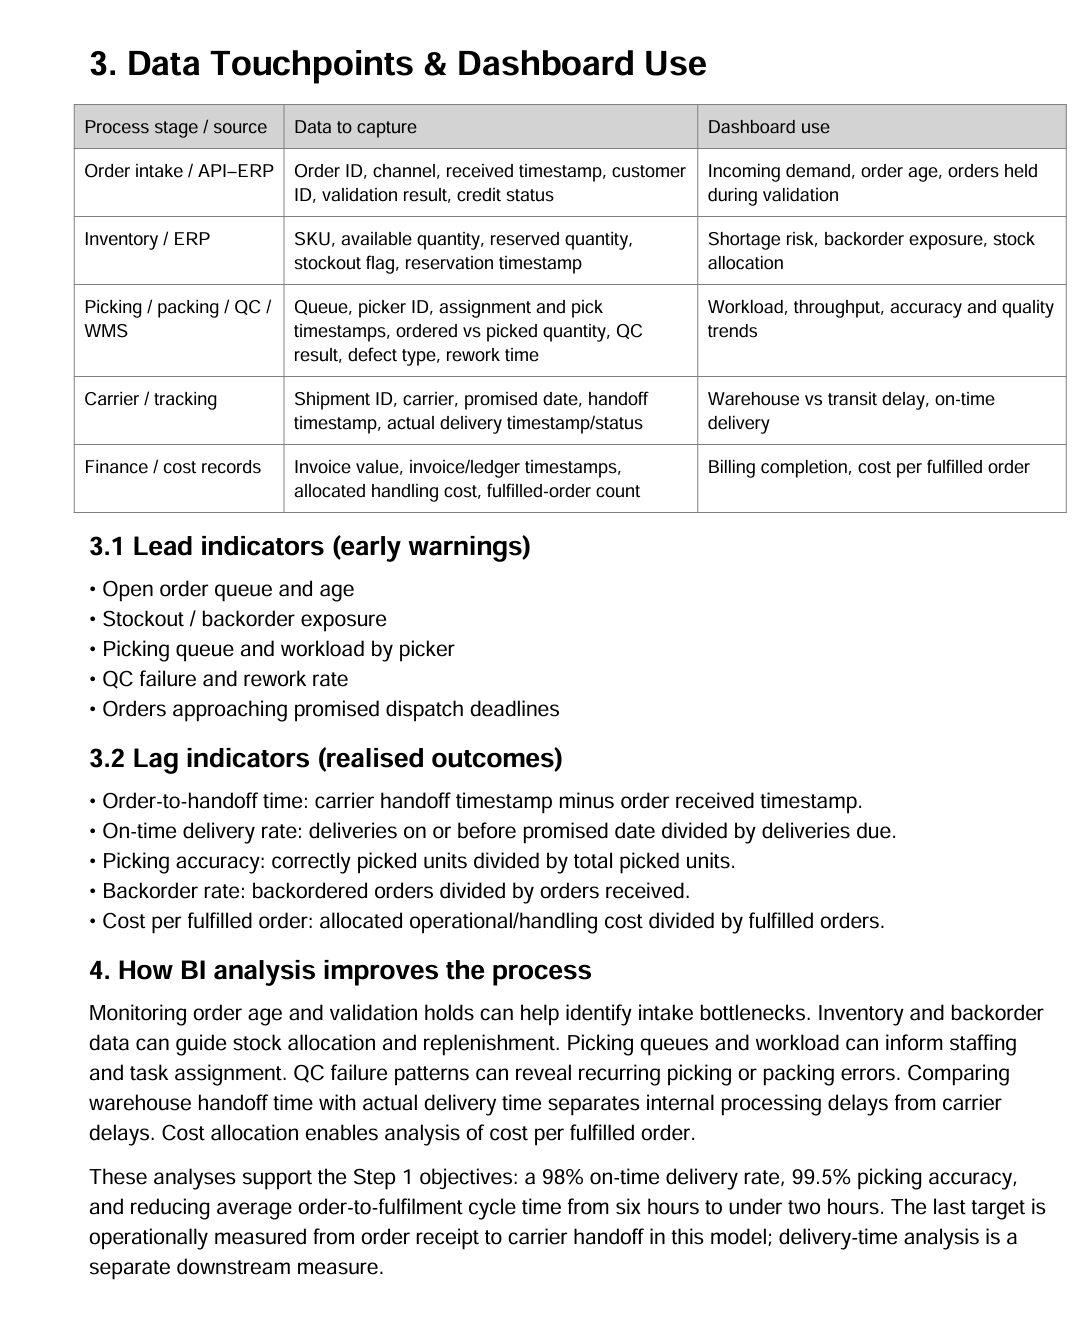 3. Data Touchpoints & Dashboard Use
Process stage / source
Data to capture
Dashboard use
Order intake / API–ERP
Order ID, channel, received timestamp, customer
ID, validation result, credit status
Incoming demand, order age, orders held
during validation
Inventory / ERP
SKU, available quantity, reserved quantity,
stockout flag, reservation timestamp
Shortage risk, backorder exposure, stock
allocation
Picking / packing / QC /
WMS
Queue, picker ID, assignment and pick
timestamps, ordered vs picked quantity, QC
result, defect type, rework time
Workload, throughput, accuracy and quality
trends
Carrier / tracking
Shipment ID, carrier, promised date, handoff
timestamp, actual delivery timestamp/status
Warehouse vs transit delay, on-time
delivery
Finance / cost records
Invoice value, invoice/ledger timestamps,
allocated handling cost, fulfilled-order count
Billing completion, cost per fulfilled order
3.1 Lead indicators (early warnings)
• Open order queue and age
• Stockout / backorder exposure
• Picking queue and workload by picker
• QC failure and rework rate
• Orders approaching promised dispatch deadlines
3.2 Lag indicators (realised outcomes)
• Order-to-handoff time: carrier handoff timestamp minus order received timestamp.
• On-time delivery rate: deliveries on or before promised date divided by deliveries due.
• Picking accuracy: correctly picked units divided by total picked units.
• Backorder rate: backordered orders divided by orders received.
• Cost per fulfilled order: allocated operational/handling cost divided by fulfilled orders.
4. How BI analysis improves the process
Monitoring order age and validation holds can help identify intake bottlenecks. Inventory and backorder
data can guide stock allocation and replenishment. Picking queues and workload can inform staffing
and task assignment. QC failure patterns can reveal recurring picking or packing errors. Comparing
warehouse handoff time with actual delivery time separates internal processing delays from carrier
delays. Cost allocation enables analysis of cost per fulfilled order.
These analyses support the Step 1 objectives: a 98% on-time delivery rate, 99.5% picking accuracy,
and reducing average order-to-fulfilment cycle time from six hours to under two hours. The last target is
operationally measured from order receipt to carrier handoff in this model; delivery-time analysis is a
separate downstream measure.